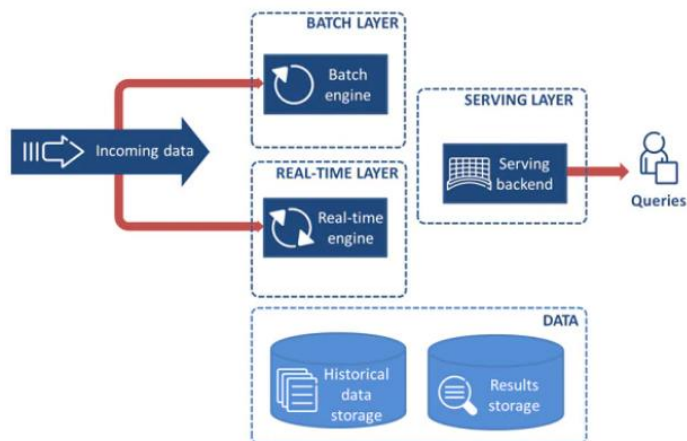 BATCH LAYER
Batch
engine
Incoming data
REAL-TIME LAYER
Real-time
engine
SERVING LAYER
Serving
backend
Queries
DATA
Historical
data
storage
Results
storage